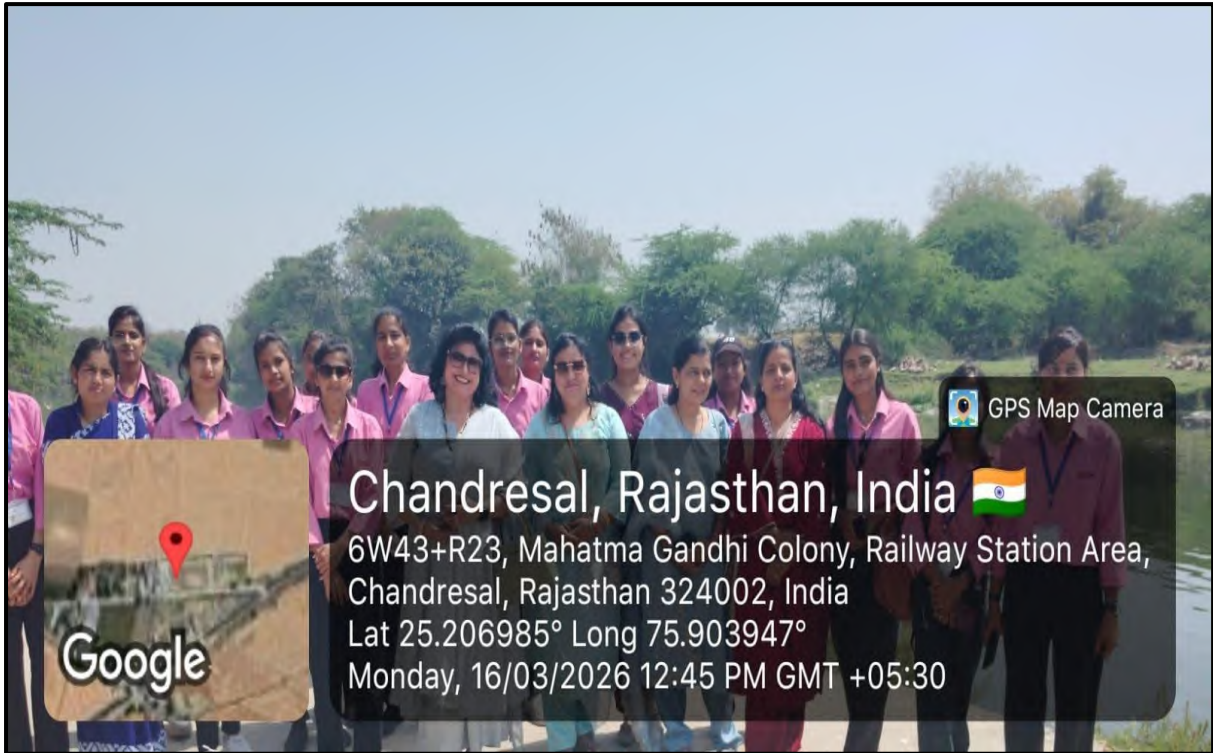 GPS Map Camera
Chandresal, Rajasthan, India
6W43+R23, Mahatma Gandhi Colony, Railway Station Area,
Chandresal, Rajasthan 324002, India
Lat 25.206985° Long 75.903947°
Monday, 16/03/2026 12:45 PM GMT +05:30
Google